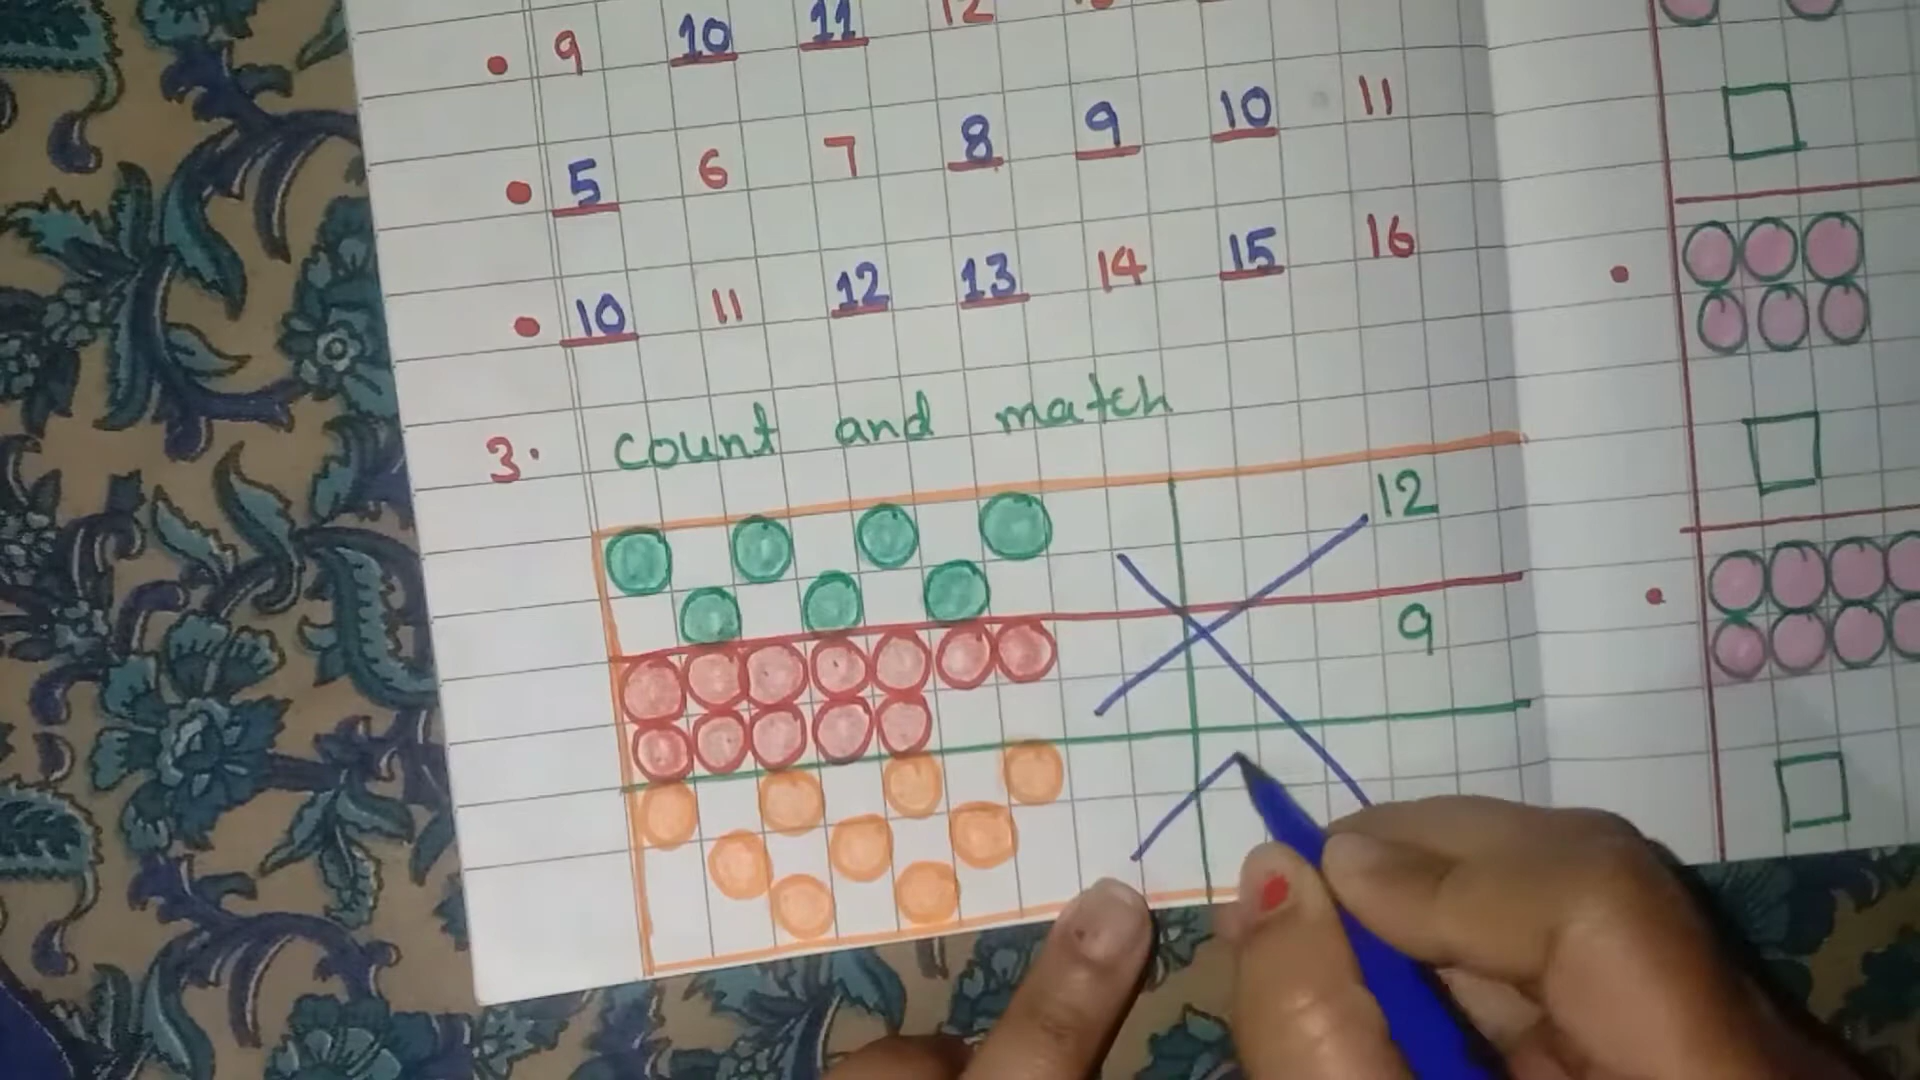 9 10 11 12
5 6 7 8 9 10 11
10 11 12 13 14 15 16
3. count and match
12
9